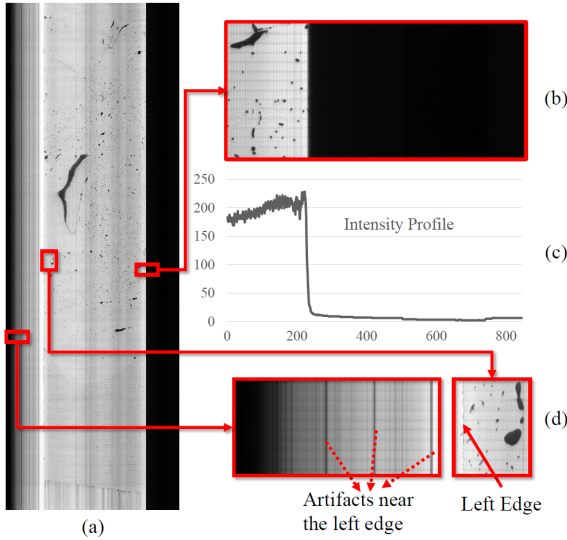 (b)
250
200
150
100
50
0
Intensity Profile
(c)
0
200
400
600
800
(d)
Artifacts near
the left edge
Left Edge
(a)